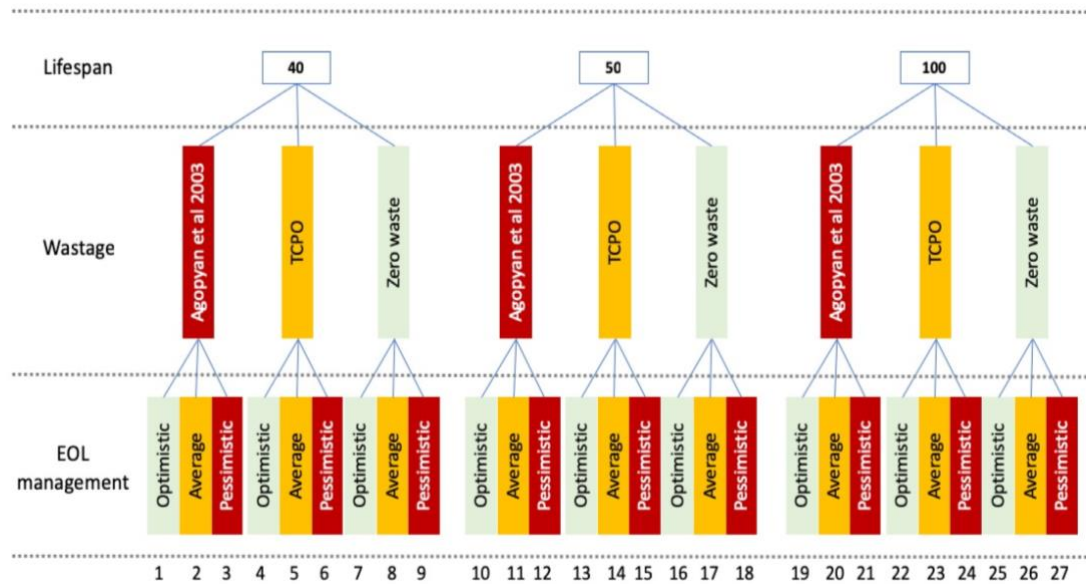 Lifespan
40
50
100
Wastage
Agopyan et al 2003
TCPO
Zero waste
Agopyan et al 2003
TCPO
Zero waste
Agopyan et al 2003
TCPO
Zero waste
EOL
management
Optimistic
Average
Pessimistic
Optimistic
Average
Pessimistic
Optimistic
Average
Pessimistic
Optimistic
Average
Pessimistic
Optimistic
Average
Pessimistic
Optimistic
Average
Pessimistic
Optimistic
Average
Pessimistic
Optimistic
Average
Pessimistic
Optimistic
Average
Pessimistic
1 2 3 4 5 6 7 8 9 10 11 12 13 14 15 16 17 18 19 20 21 22 23 24 25 26 27